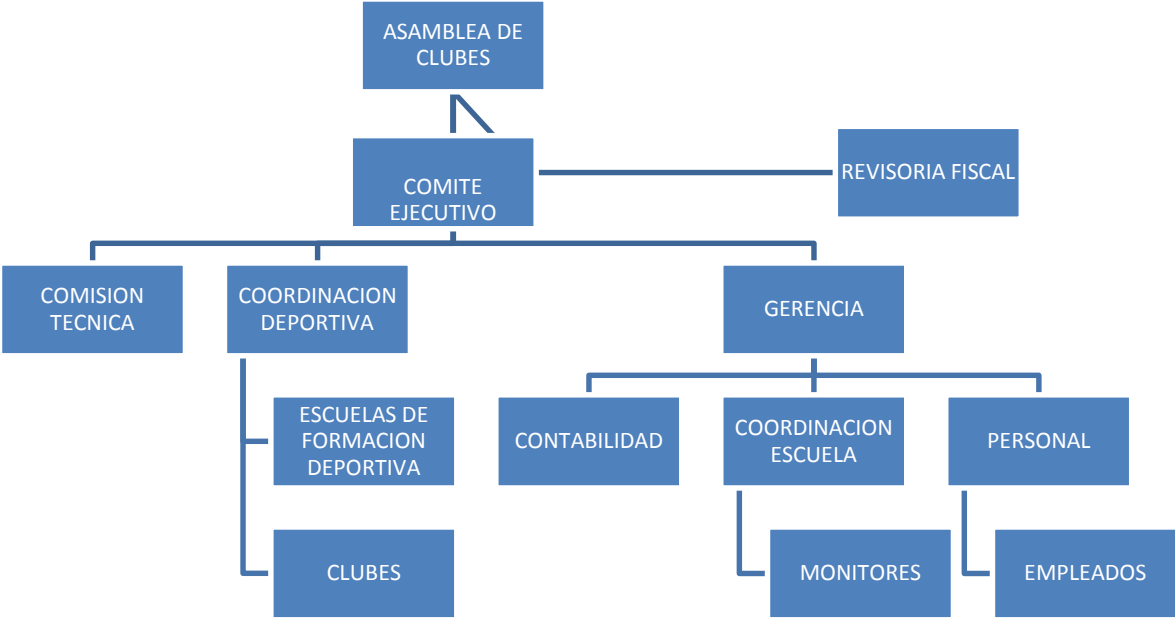 ASAMBLEA DE
CLUBES
REVISORIA FISCAL
COMITE
EJECUTIVO
COMISION
TECNICA
COORDINACION
DEPORTIVA
GERENCIA
ESCUELAS DE
FORMACION
DEPORTIVA
CONTABILIDAD
COORDINACION
ESCUELA
PERSONAL
CLUBES
MONITORES
EMPLEADOS